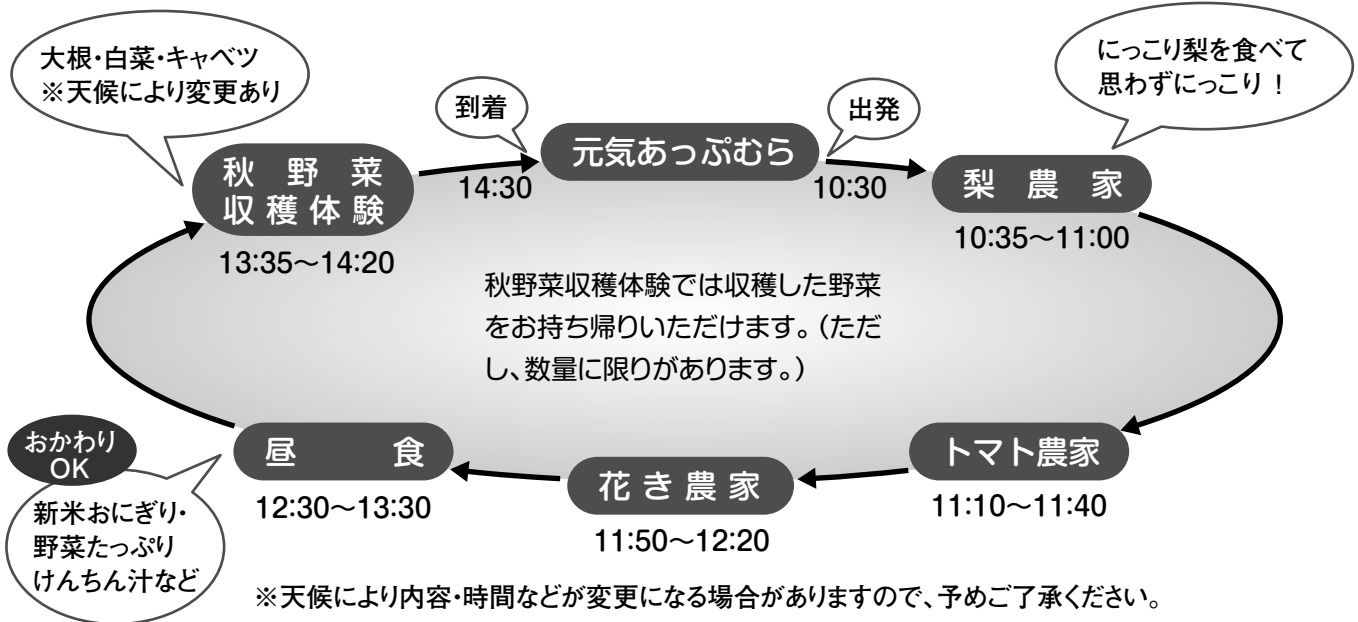 大根・白菜・キャベツ
※天候により変更あり
到着
元気あっぷむら
出発
にっこり梨を食べて
思わずにっこり！
秋野菜
収穫体験
13:35〜14:20
14:30
10:30
梨農家
10:35〜11:00
秋野菜収穫体験では収穫した野菜
をお持ち帰りいただけます。（ただ
し、数量に限りがあります。）
トマト農家
11:10〜11:40
花き農家
11:50〜12:20
昼食
12:30〜13:30
おかわり
OK
新米おにぎり・
野菜たっぷり
けんちん汁など
※天候により内容・時間などが変更になる場合がありますので、予めご了承ください。